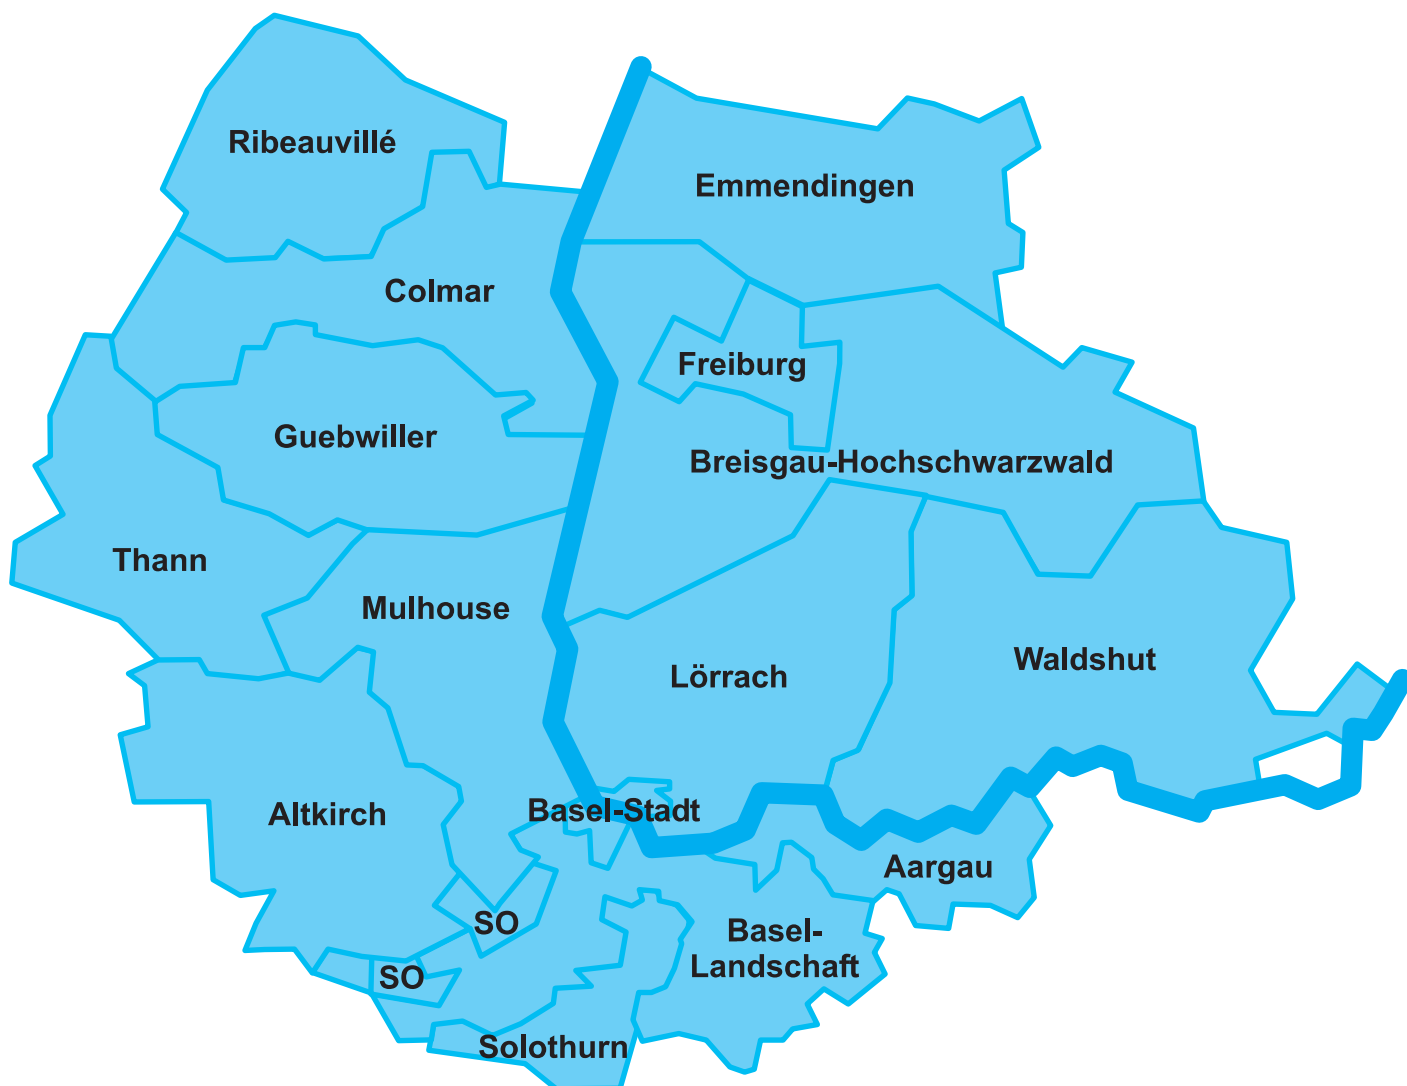 Ribeauvillé
Emmendingen
Colmar
Freiburg
Guebwiller
Breisgau-Hochschwarzwald
Thann
Mulhouse
Waldshut
Lörrach
Altkirch
Basel-Stadt
Aargau
SO
Basel-
Landschaft
SO
Solothurn